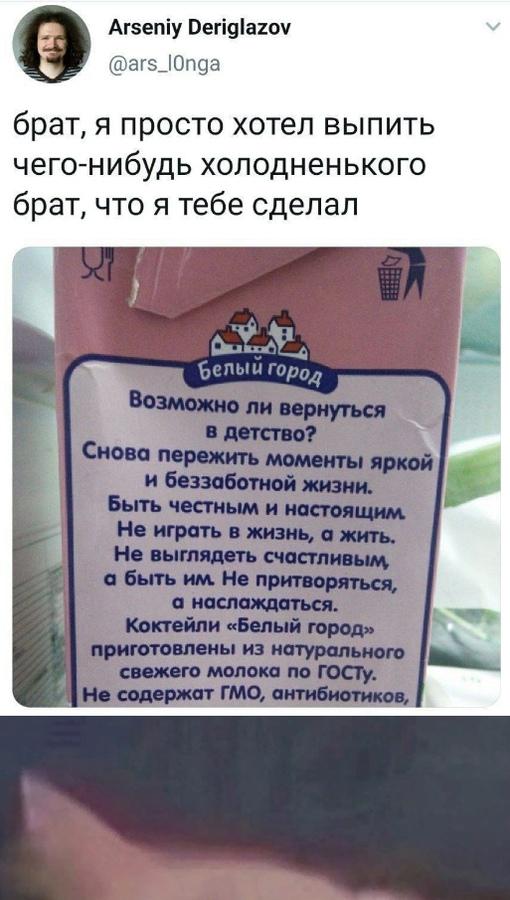 Arseniy Deriglazov
@ars_l0nga
брат, я просто хотел выпить
чего-нибудь холодненького
брат, что я тебе сделал
Белый город
Возможно ли вернуться
в детство?
Снова пережить моменты яркой
и беззаботной жизни.
Быть честным и настоящим.
Не играть в жизнь, а жить.
Не выглядеть счастливым,
а быть им. Не притворяться,
а наслаждаться.
Коктейли «Белый город»
приготовлены из натурального
свежего молока по ГОСТу.
Не содержат ГМО, антибиотиков,